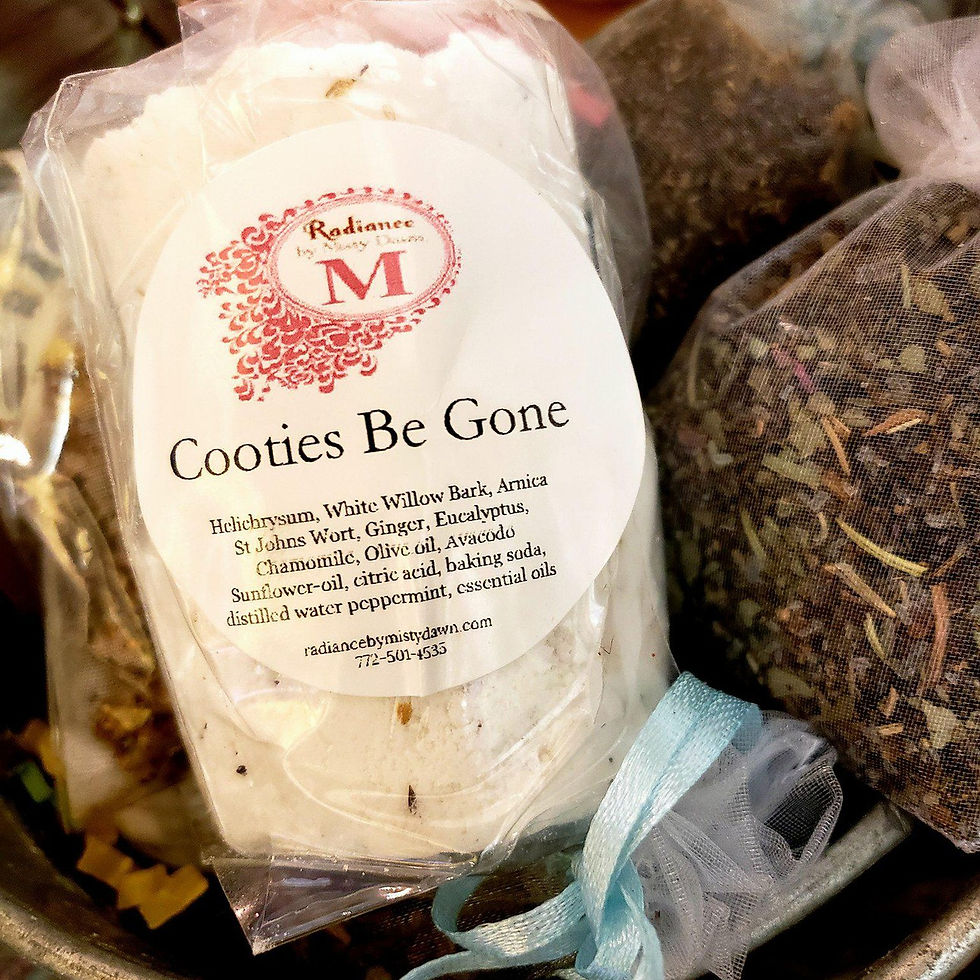 Radiance
by Misty Dawn
M
Cooties Be Gone
Helichrysum, White Willow Bark, Arnica
St Johns Wort, Ginger, Eucalyptus,
Chamomile, Olive oil, Avacodo
Sunflower-oil, citric acid, baking soda,
distilled water peppermint, essential oils
radiancebymistydawn.com
772-501-4535